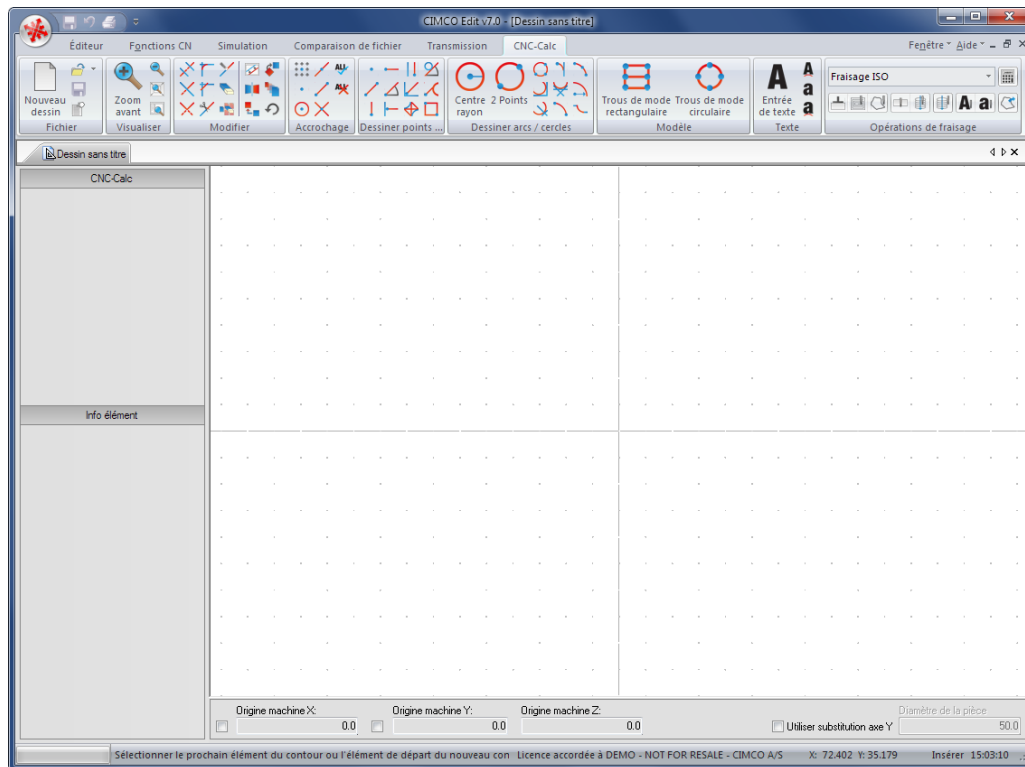 CIMCO Edit v7.0 - [Dessin sans titre]
Éditeur Fonctions CN Simulation Comparaison de fichier Transmission CNC-Calc Fenêtre Aide
Nouveau dessin
Fichier
Zoom avant
Visualiser
Modifier
ALL
ALL
Accrochage
Dessiner points ...
Centre rayon
2 Points
Dessiner arcs / cercles
Trous de mode rectangulaire
Trous de mode circulaire
Modèle
A
Entrée de texte
A
a
a
Texte
Fraisage ISO
A a
Opérations de fraisage
Dessin sans titre
CNC-Calc
Info élément
Origine machine X: Origine machine Y: Origine machine Z: Diamètre de la pièce
0.0 0.0 0.0 Utiliser substitution axe Y 50.0
Sélectionner le prochain élément du contour ou l'élément de départ du nouveau con Licence accordée à DEMO - NOT FOR RESALE - CIMCO A/S X: 72.402 Y: 35.179 Insérer 15:03:10